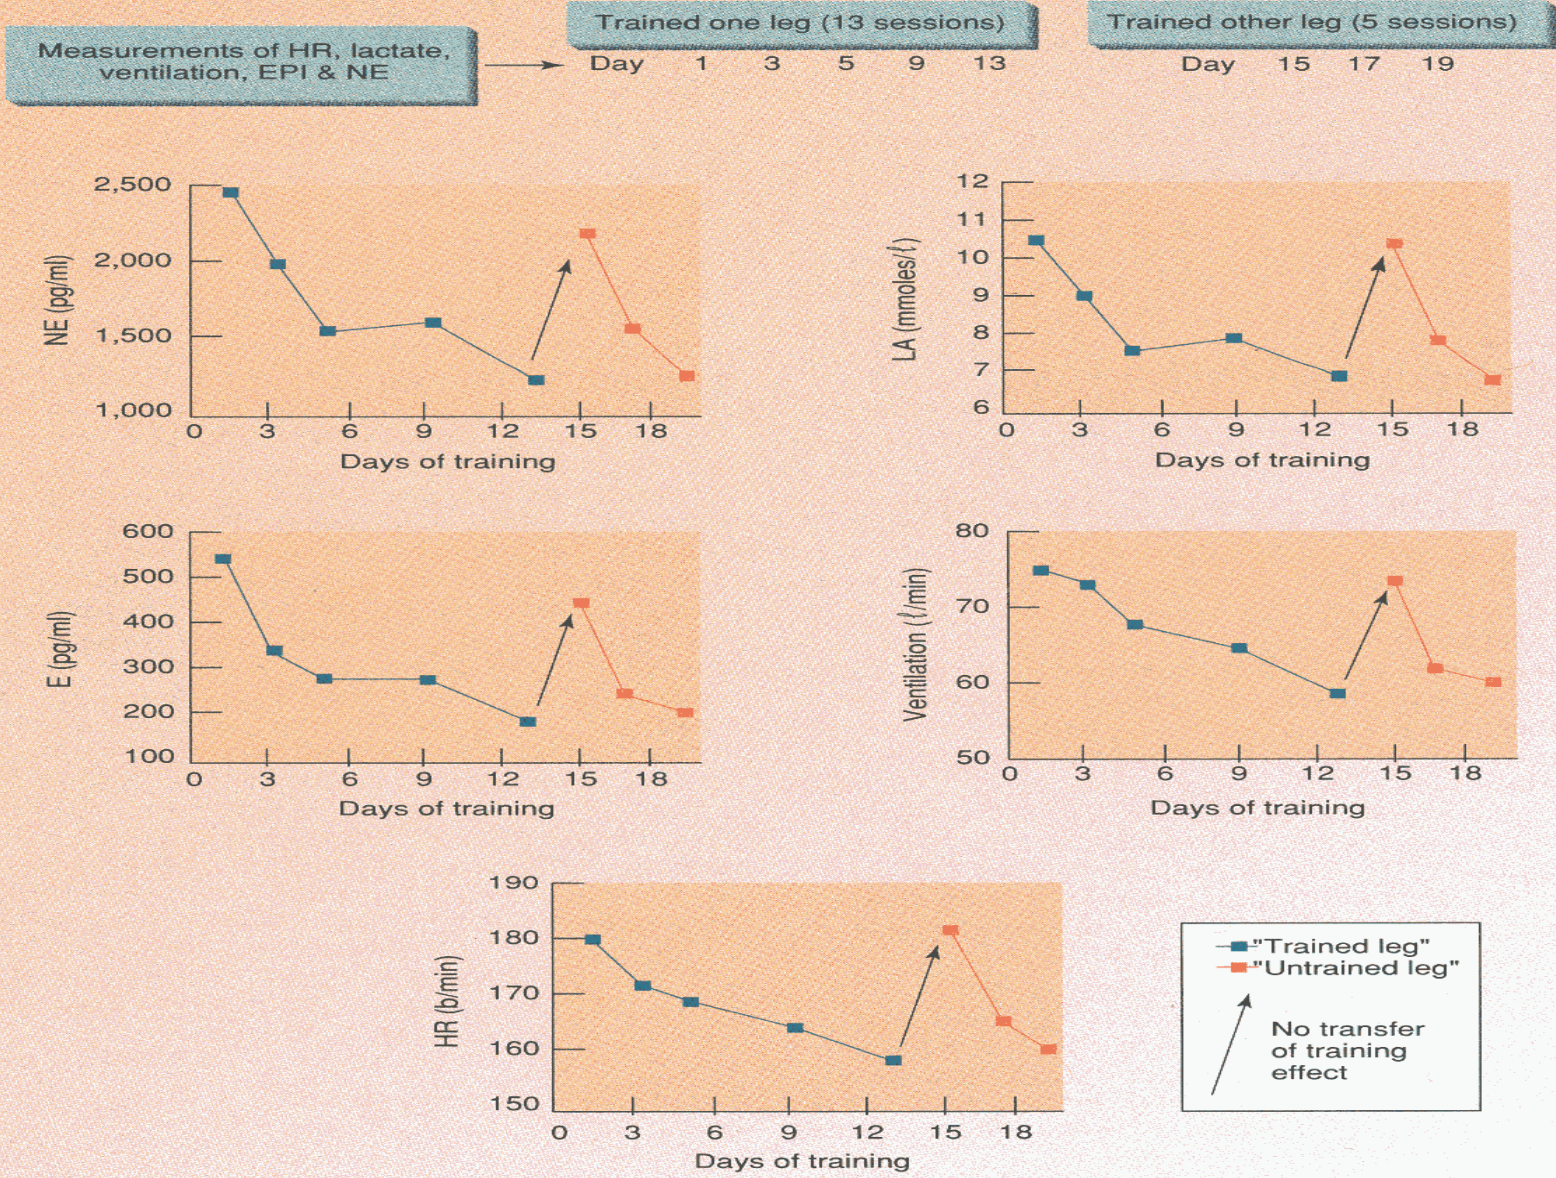 Measurements of HR, lactate,
ventilation, EPI & NE
Trained one leg (13 sessions)
Day 1 3 5 9 13
Trained other leg (5 sessions)
Day 15 17 19
NE (pg/ml)
2,500
2,000
1,500
1,000
0 3 6 9 12 15 18
Days of training
LA (mmoles/ℓ)
12
11
10
9
8
7
6
0 3 6 9 12 15 18
Days of training
E (pg/ml)
600
500
400
300
200
100
0 3 6 9 12 15 18
Days of training
Ventilation (ℓ/min)
80
70
60
50
0 3 6 9 12 15 18
Days of training
HR (b/min)
190
180
170
160
150
0 3 6 9 12 15 18
Days of training
"Trained leg"
"Untrained leg"
No transfer
of training
effect